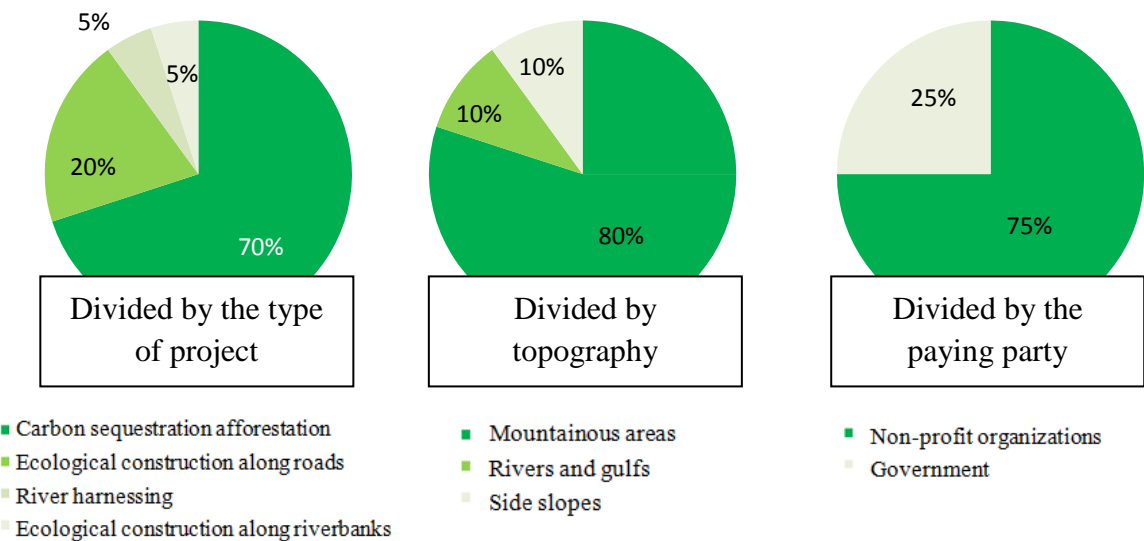 5%
5%
20%
70%
Divided by the type
of project
Carbon sequestration afforestation
Ecological construction along roads
River harnessing
Ecological construction along riverbanks
10%
10%
80%
Divided by
topography
Mountainous areas
Rivers and gulfs
Side slopes
25%
75%
Divided by the
paying party
Non-profit organizations
Government